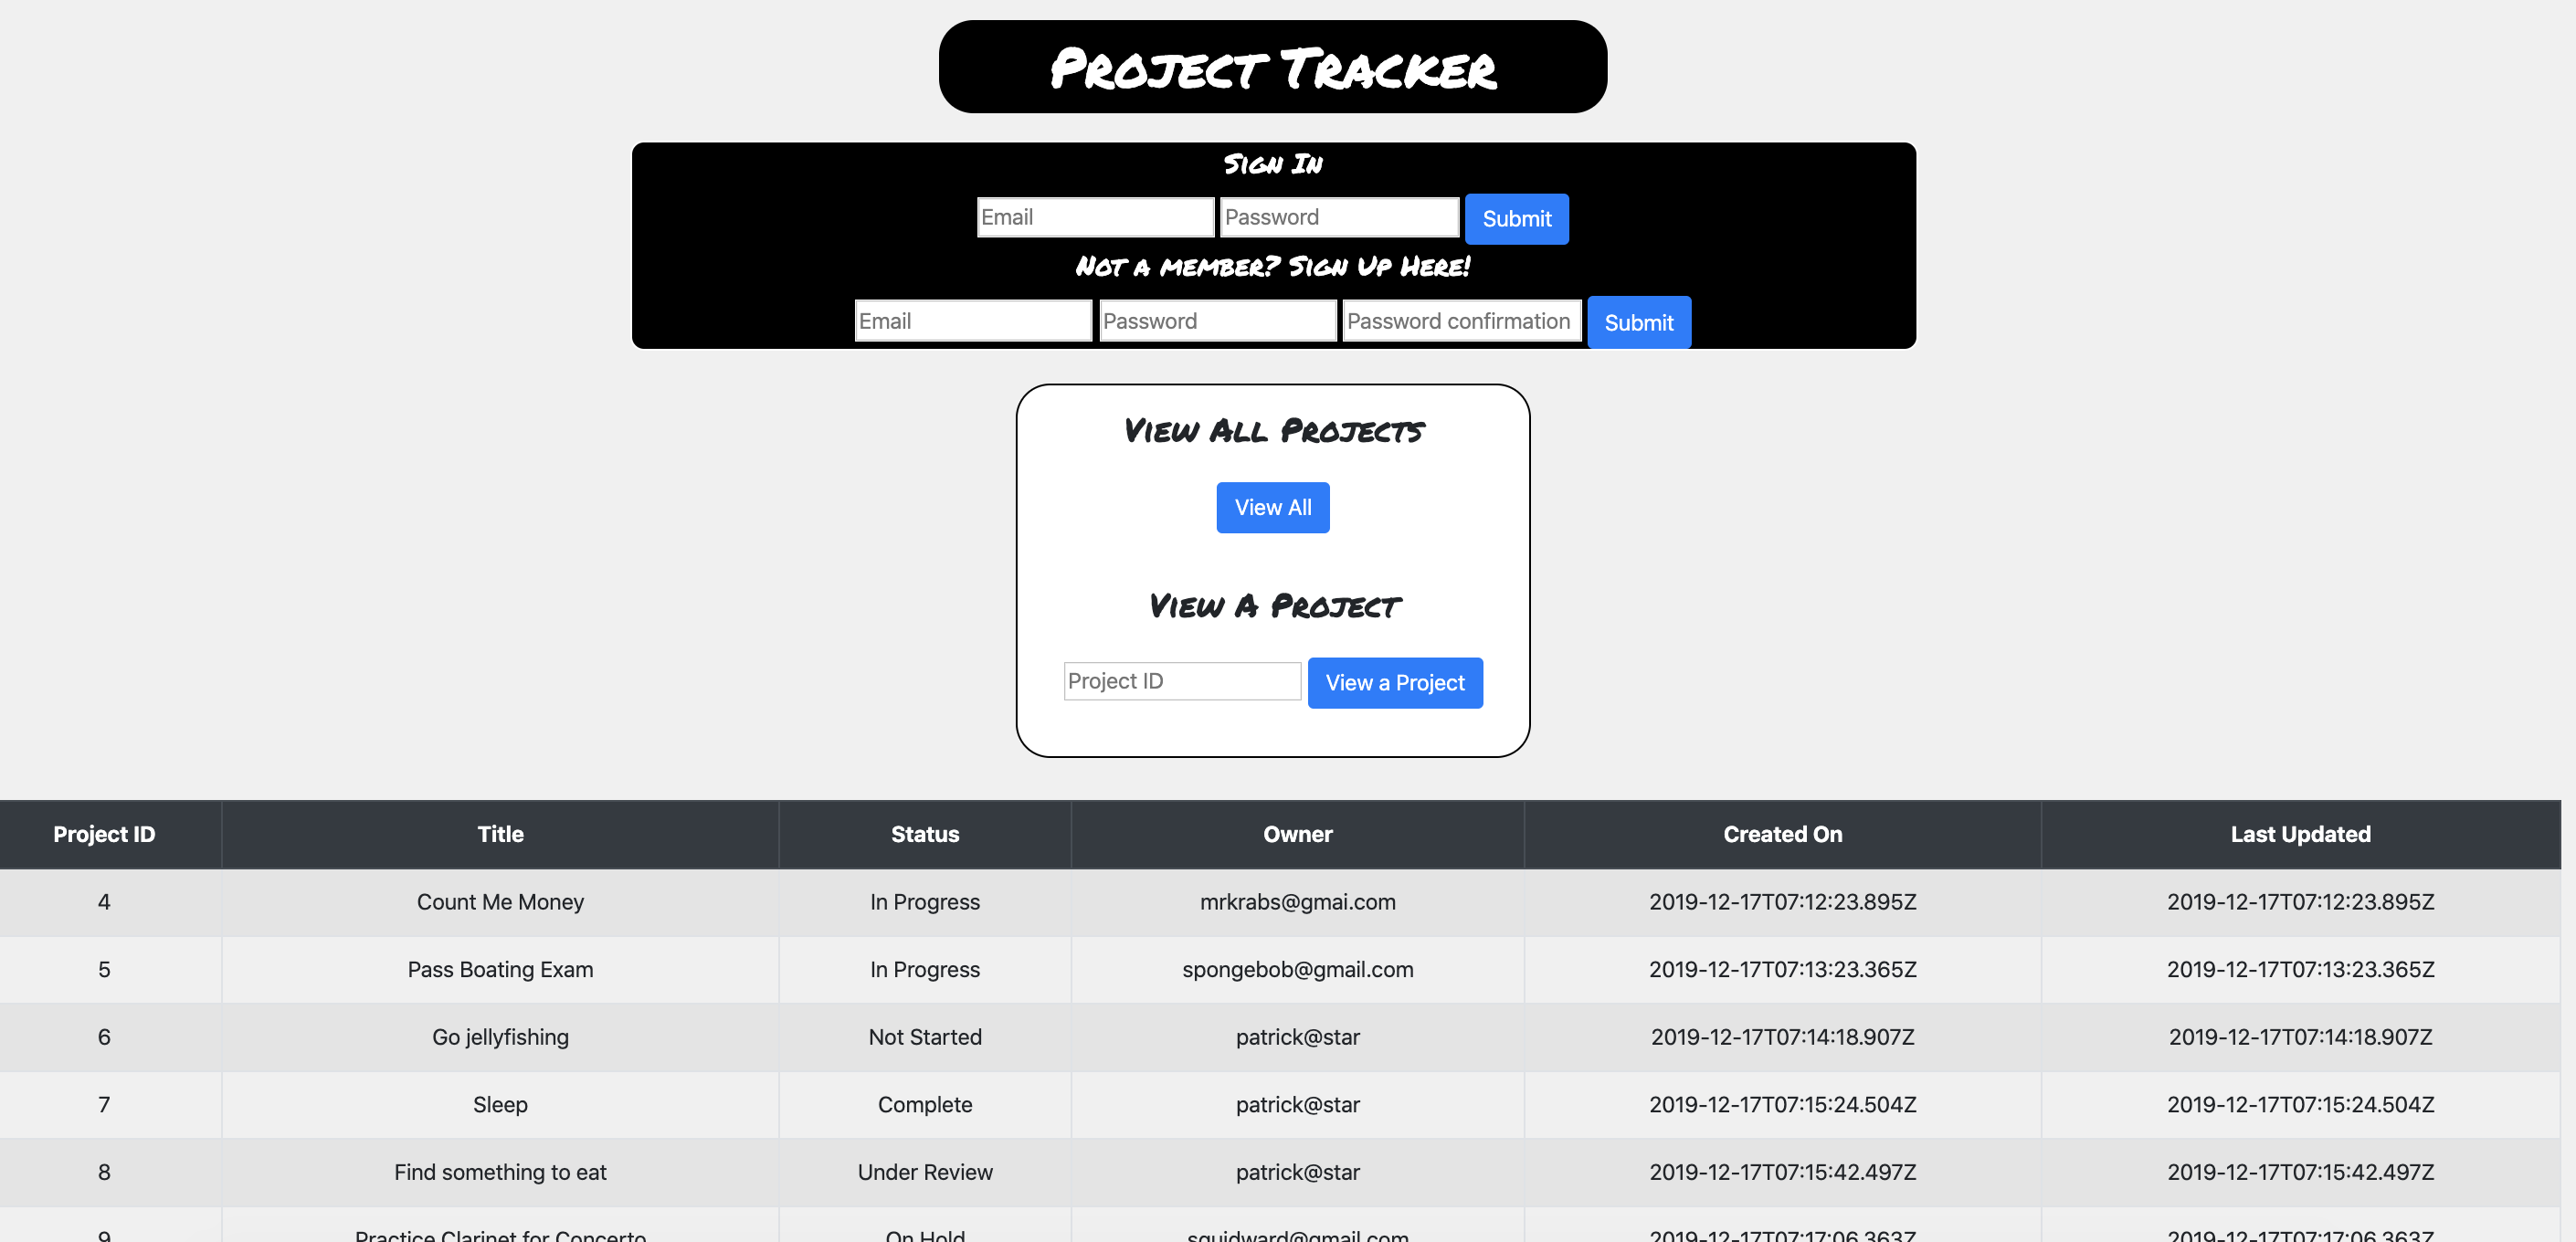 Project Tracker
Sign In
Email Password Submit
Not a member? Sign Up Here!
Email Password Password confirmation Submit
View All Projects
View All
View A Project
Project ID View a Project
Project ID Title Status Owner Created On Last Updated
4 Count Me Money In Progress mrkrabs@gmai.com 2019-12-17T07:12:23.895Z 2019-12-17T07:12:23.895Z
5 Pass Boating Exam In Progress spongebob@gmail.com 2019-12-17T07:13:23.365Z 2019-12-17T07:13:23.365Z
6 Go jellyfishing Not Started patrick@star 2019-12-17T07:14:18.907Z 2019-12-17T07:14:18.907Z
7 Sleep Complete patrick@star 2019-12-17T07:15:24.504Z 2019-12-17T07:15:24.504Z
8 Find something to eat Under Review patrick@star 2019-12-17T07:15:42.497Z 2019-12-17T07:15:42.497Z
9 Practice Clarinet for Concerto On Hold squidward@gmail.com 2019-12-17T07:17:06.363Z 2019-12-17T07:17:06.363Z